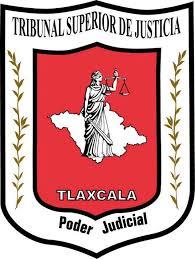 TRIBUNAL SUPERIOR DE JUSTICIA
TLAXCALA
Poder Judicial